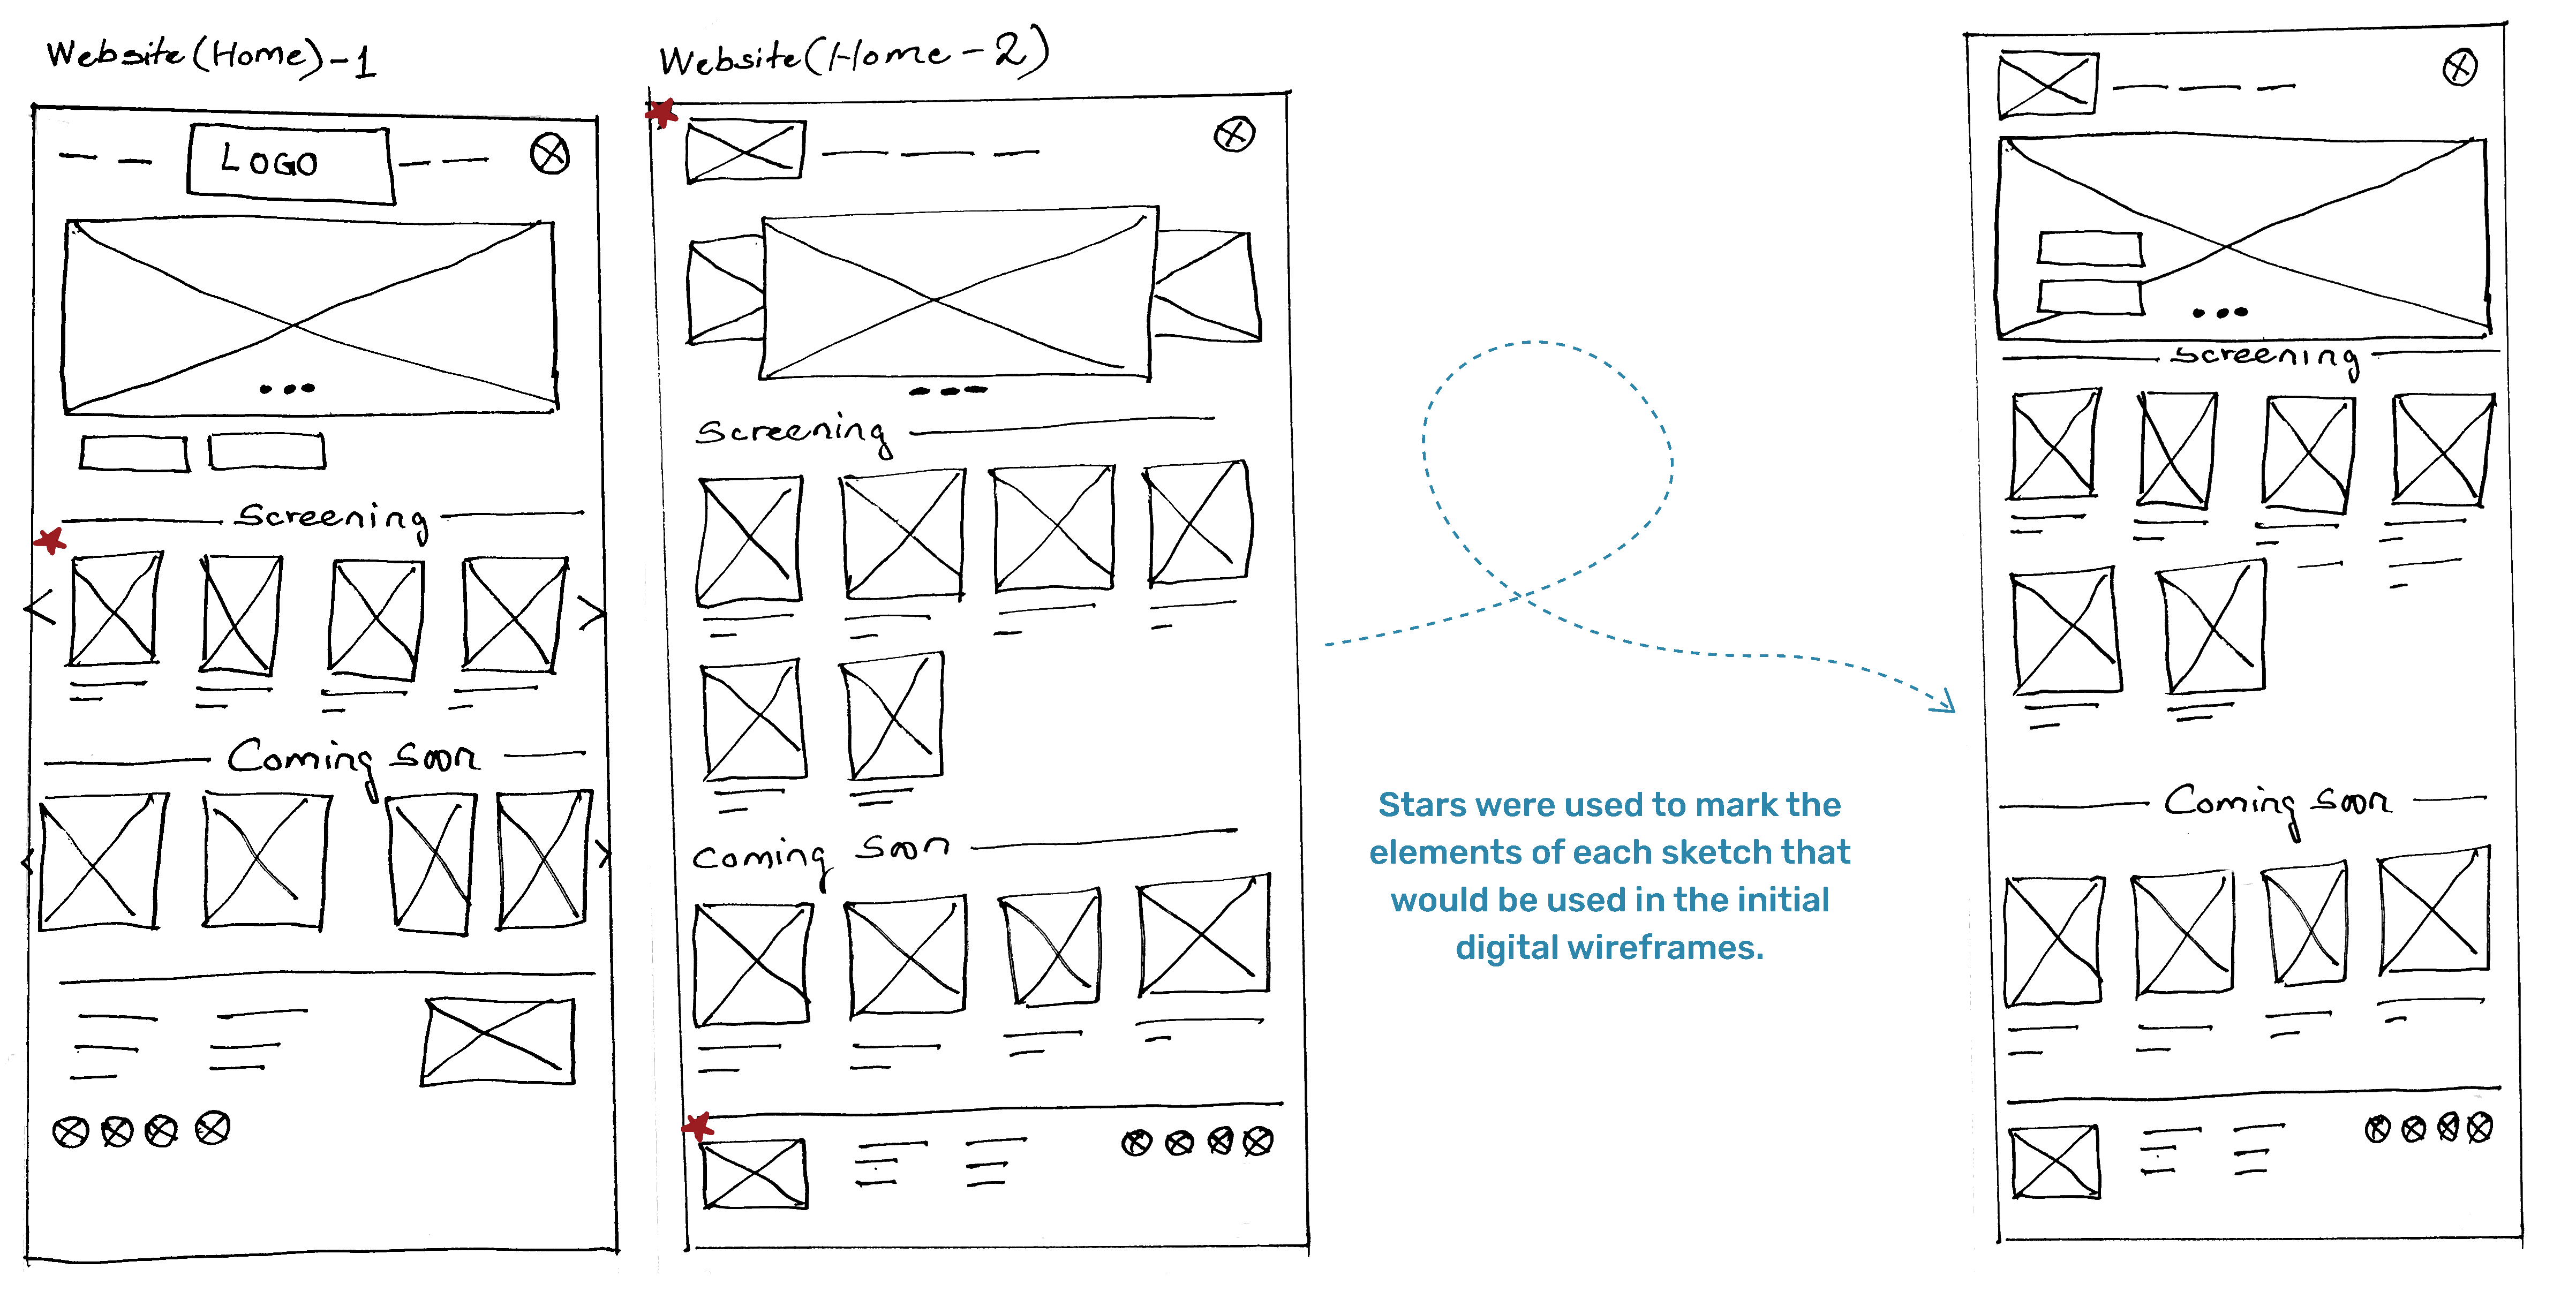 Website(Home)-1
LOGO
Screening
Coming Soon
Website(Home-2)
Screening
Coming Soon
Stars were used to mark the
elements of each sketch that
would be used in the initial
digital wireframes.
Screening
Coming Soon